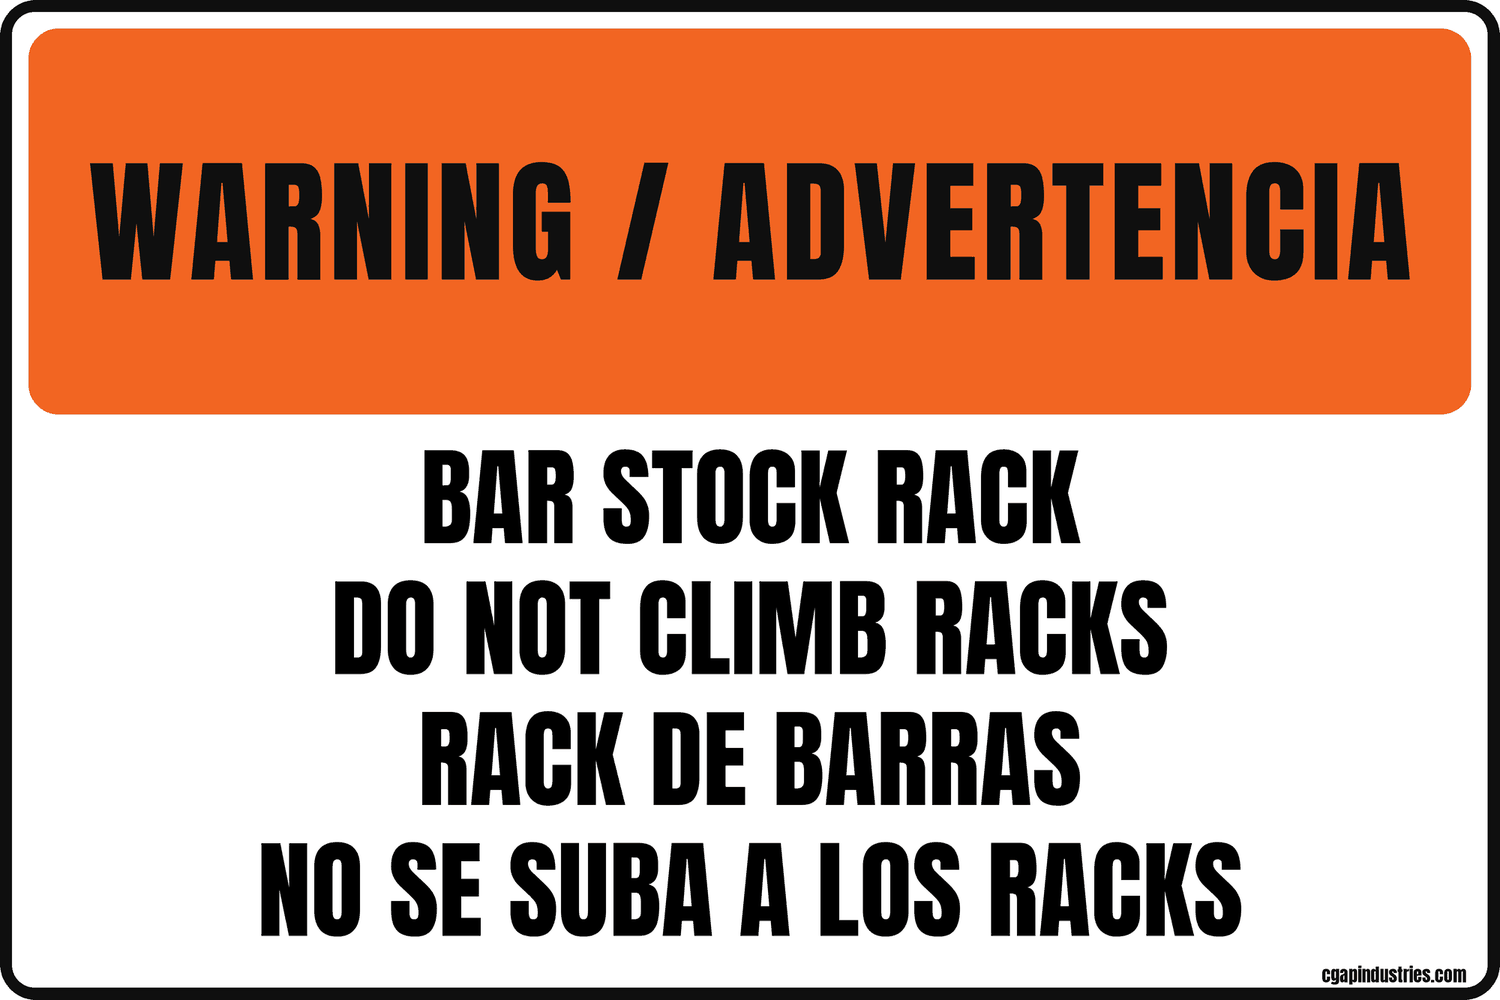 WARNING / ADVERTENCIA
BAR STOCK RACK
DO NOT CLIMB RACKS
RACK DE BARRAS
NO SE SUBA A LOS RACKS
cgapindustries.com